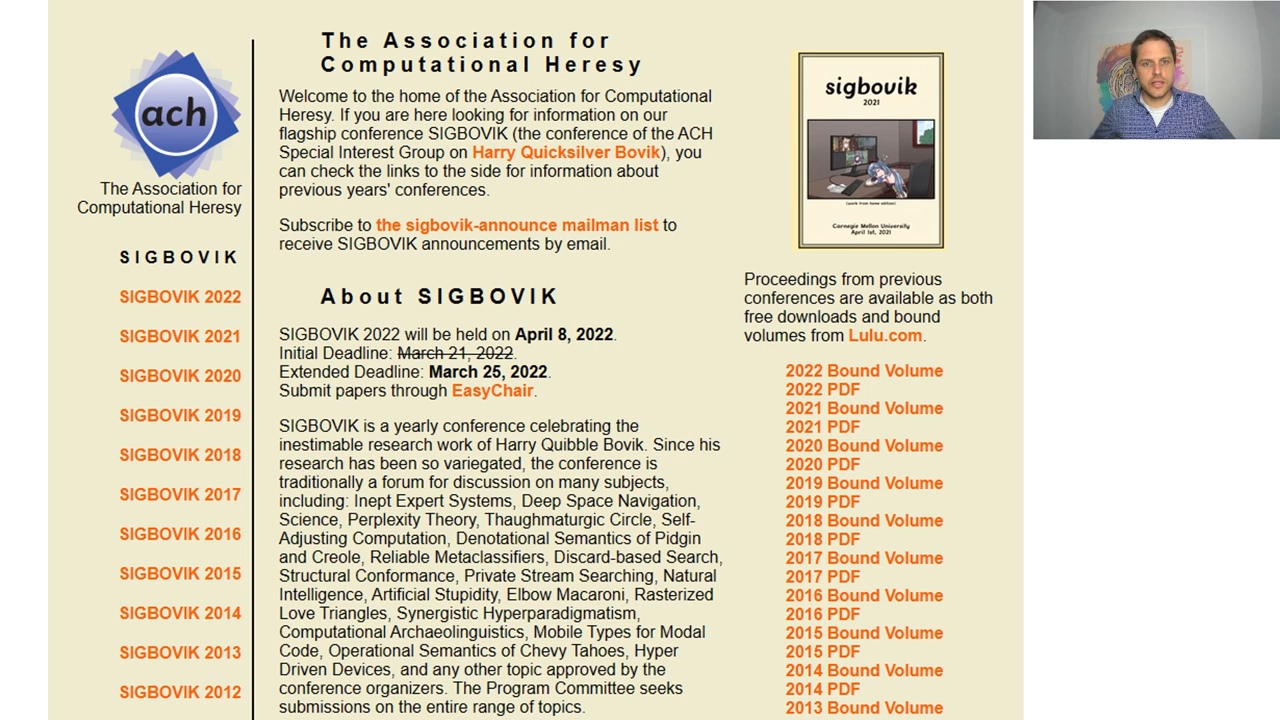 ach
The Association for
Computational Heresy
SIGBOVIK
SIGBOVIK 2022
SIGBOVIK 2021
SIGBOVIK 2020
SIGBOVIK 2019
SIGBOVIK 2018
SIGBOVIK 2017
SIGBOVIK 2016
SIGBOVIK 2015
SIGBOVIK 2014
SIGBOVIK 2013
SIGBOVIK 2012
The Association for
Computational Heresy
Welcome to the home of the Association for Computational
Heresy. If you are here looking for information on our
flagship conference SIGBOVIK (the conference of the ACH
Special Interest Group on Harry Quicksilver Bovik), you
can check the links to the side for information about
previous years' conferences.
Subscribe to the sigbovik-announce mailman list to
receive SIGBOVIK announcements by email.
About SIGBOVIK
SIGBOVIK 2022 will be held on April 8, 2022.
Initial Deadline: March 21, 2022.
Extended Deadline: March 25, 2022.
Submit papers through EasyChair.
SIGBOVIK is a yearly conference celebrating the
inestimable research work of Harry Quibble Bovik. Since his
research has been so variegated, the conference is
traditionally a forum for discussion on many subjects,
including: Inept Expert Systems, Deep Space Navigation,
Science, Perplexity Theory, Thaughmaturgic Circle, Self-
Adjusting Computation, Denotational Semantics of Pidgin
and Creole, Reliable Metaclassifiers, Discard-based Search,
Structural Conformance, Private Stream Searching, Natural
Intelligence, Artificial Stupidity, Elbow Macaroni, Rasterized
Love Triangles, Synergistic Hyperparadigmatism,
Computational Archaeolinguistics, Mobile Types for Modal
Code, Operational Semantics of Chevy Tahoes, Hyper
Driven Devices, and any other topic approved by the
conference organizers. The Program Committee seeks
submissions on the entire range of topics.
sigbovik
2021
(work from home edition)
Carnegie Mellon University
April 1st, 2021
Proceedings from previous
conferences are available as both
free downloads and bound
volumes from Lulu.com.
2022 Bound Volume
2022 PDF
2021 Bound Volume
2021 PDF
2020 Bound Volume
2020 PDF
2019 Bound Volume
2019 PDF
2018 Bound Volume
2018 PDF
2017 Bound Volume
2017 PDF
2016 Bound Volume
2016 PDF
2015 Bound Volume
2015 PDF
2014 Bound Volume
2014 PDF
2013 Bound Volume